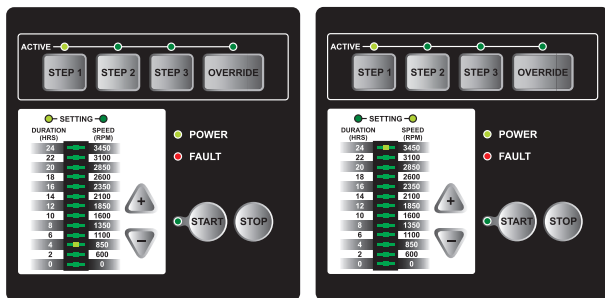 ACTIVE
STEP 1 STEP 2 STEP 3 OVERRIDE
SETTING
DURATION SPEED
(HRS) (RPM)
24 3450
22 3100
20 2850
18 2600
16 2350
14 2100
12 1850
10 1600
8 1350
6 1100
4 850
2 600
0 0
+
−
POWER
FAULT
START STOP
ACTIVE
STEP 1 STEP 2 STEP 3 OVERRIDE
SETTING
DURATION SPEED
(HRS) (RPM)
24 3450
22 3100
20 2850
18 2600
16 2350
14 2100
12 1850
10 1600
8 1350
6 1100
4 850
2 600
0 0
+
−
POWER
FAULT
START STOP